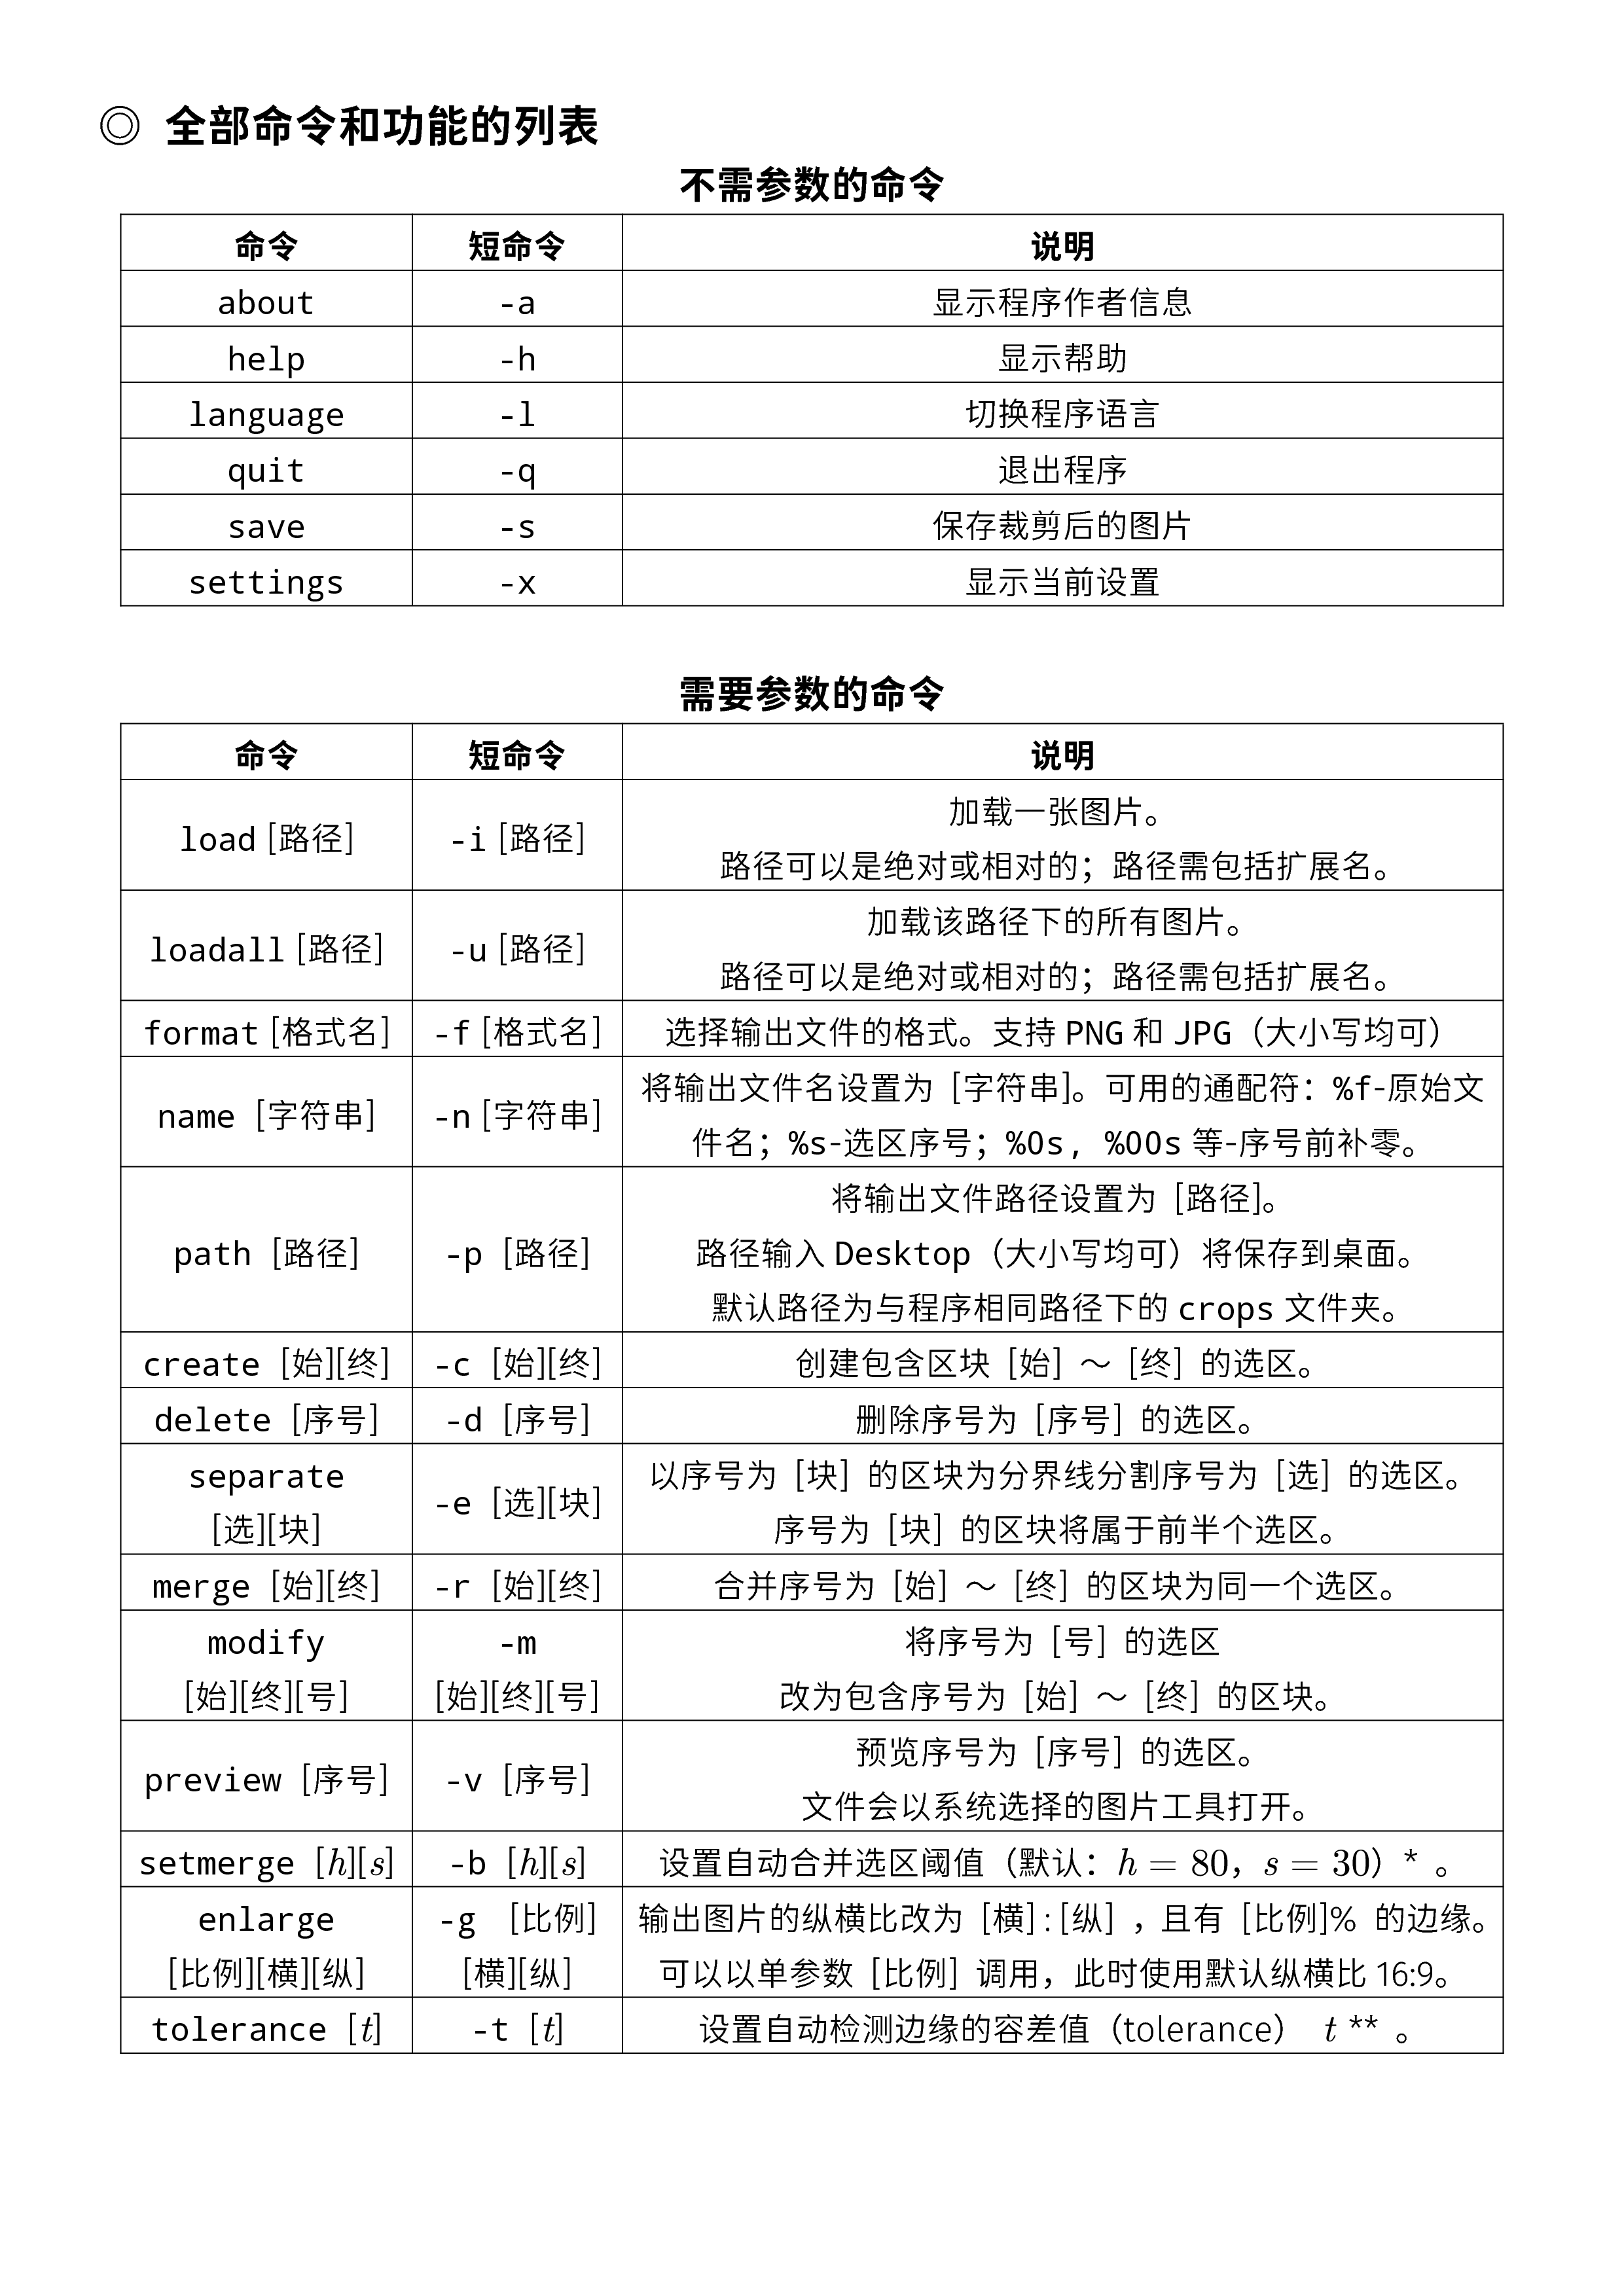 ◎ 全部命令和功能的列表
不需参数的命令
命令 短命令 说明
about -a 显示程序作者信息
help -h 显示帮助
language -l 切换程序语言
quit -q 退出程序
save -s 保存裁剪后的图片
settings -x 显示当前设置
需要参数的命令
命令 短命令 说明
load [路径] -i [路径] 加载一张图片。
路径可以是绝对或相对的；路径需包括扩展名。
loadall [路径] -u [路径] 加载该路径下的所有图片。
路径可以是绝对或相对的；路径需包括扩展名。
format [格式名] -f [格式名] 选择输出文件的格式。支持 PNG 和 JPG（大小写均可）
name [字符串] -n [字符串] 将输出文件名设置为 [字符串]。可用的通配符：%f-原始文
件名；%s-选区序号；%0s, %00s 等-序号前补零。
path [路径] -p [路径] 将输出文件路径设置为 [路径]。
路径输入 Desktop（大小写均可）将保存到桌面。
默认路径为与程序相同路径下的 crops 文件夹。
create [始][终] -c [始][终] 创建包含区块 [始] ～ [终] 的选区。
delete [序号] -d [序号] 删除序号为 [序号] 的选区。
separate
[选][块] -e [选][块] 以序号为 [块] 的区块为分界线分割序号为 [选] 的选区。
序号为 [块] 的区块将属于前半个选区。
merge [始][终] -r [始][终] 合并序号为 [始] ～ [终] 的区块为同一个选区。
modify -m 将序号为 [号] 的选区
[始][终][号] [始][终][号] 改为包含序号为 [始] ～ [终] 的区块。
preview [序号] -v [序号] 预览序号为 [序号] 的选区。
文件会以系统选择的图片工具打开。
setmerge [h][s] -b [h][s] 设置自动合并选区阈值（默认：h = 80，s = 30）* 。
enlarge -g [比例] 输出图片的纵横比改为 [横]:[纵] ，且有 [比例]% 的边缘。
[比例][横][纵] [横][纵] 可以以单参数 [比例] 调用，此时使用默认纵横比 16:9。
tolerance [t] -t [t] 设置自动检测边缘的容差值（tolerance） t ** 。